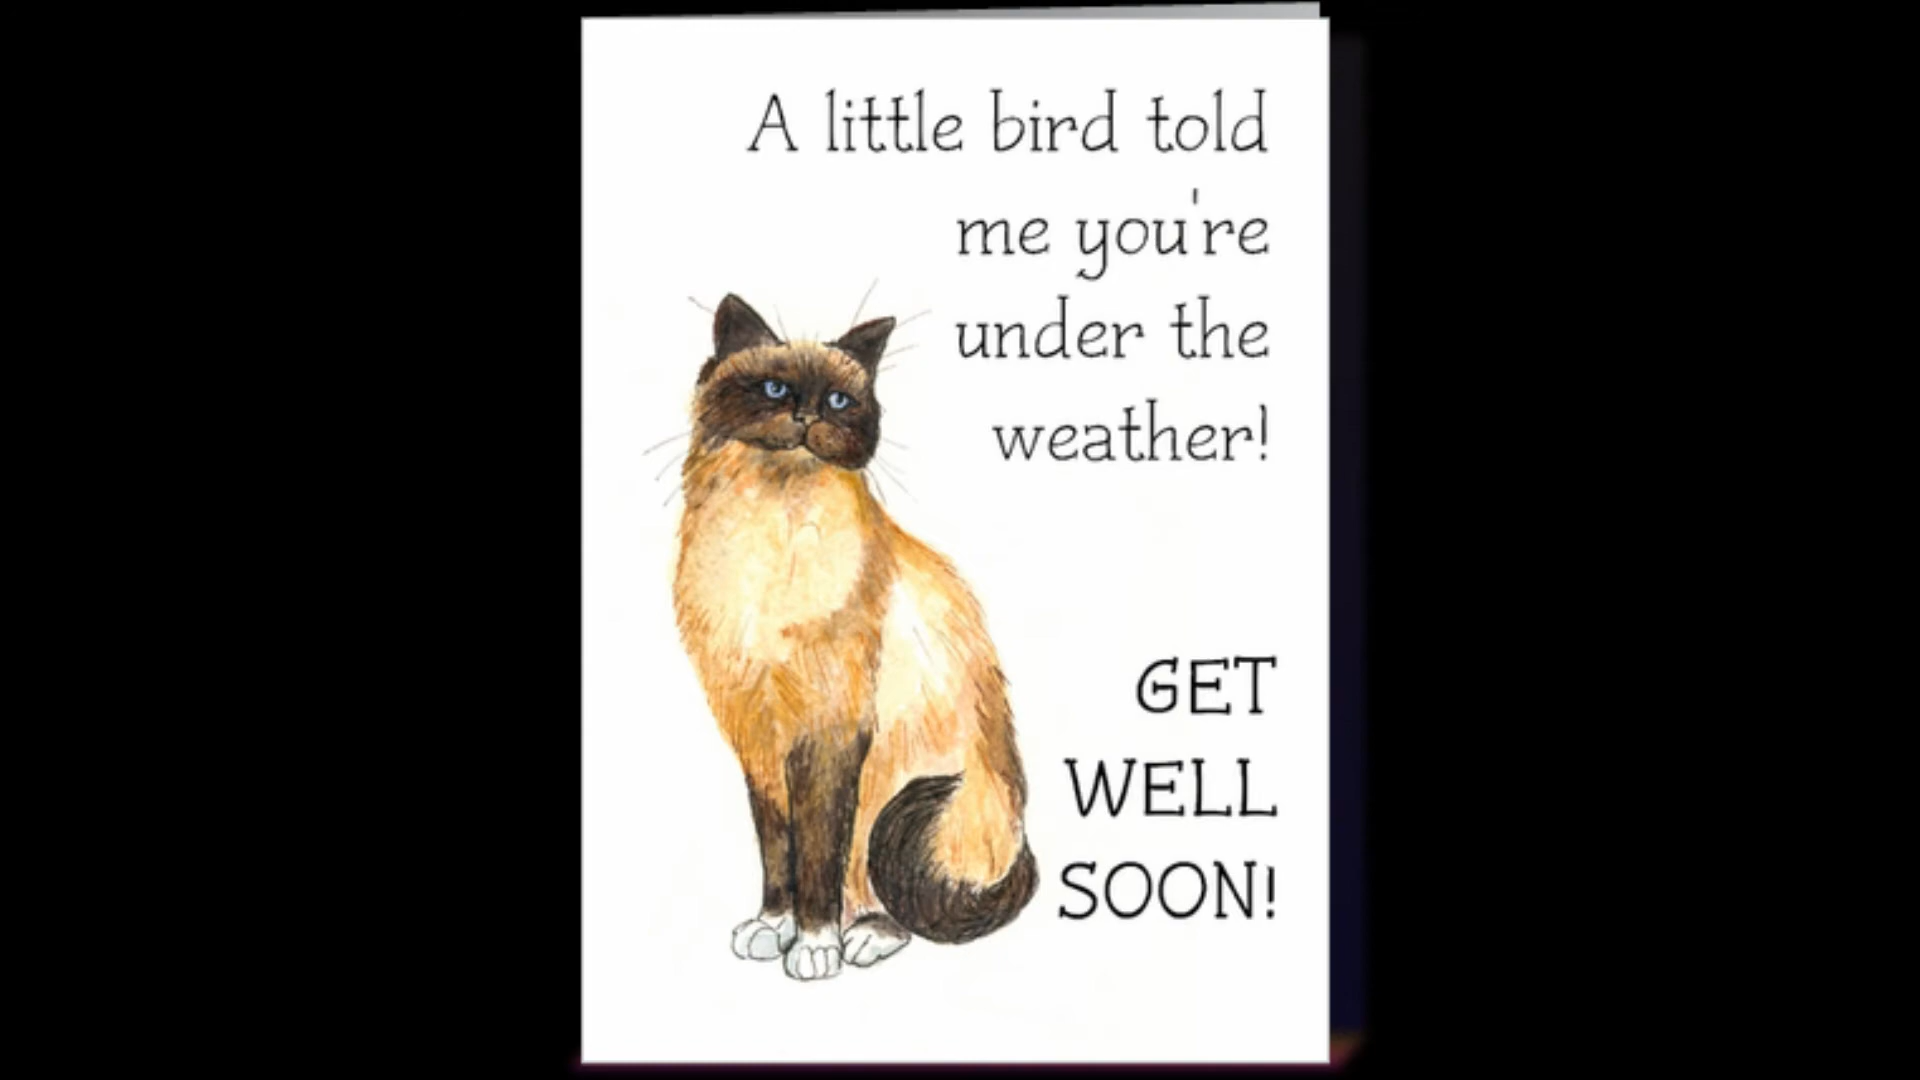 A little bird told
me you're
under the
weather!
GET
WELL
SOON!